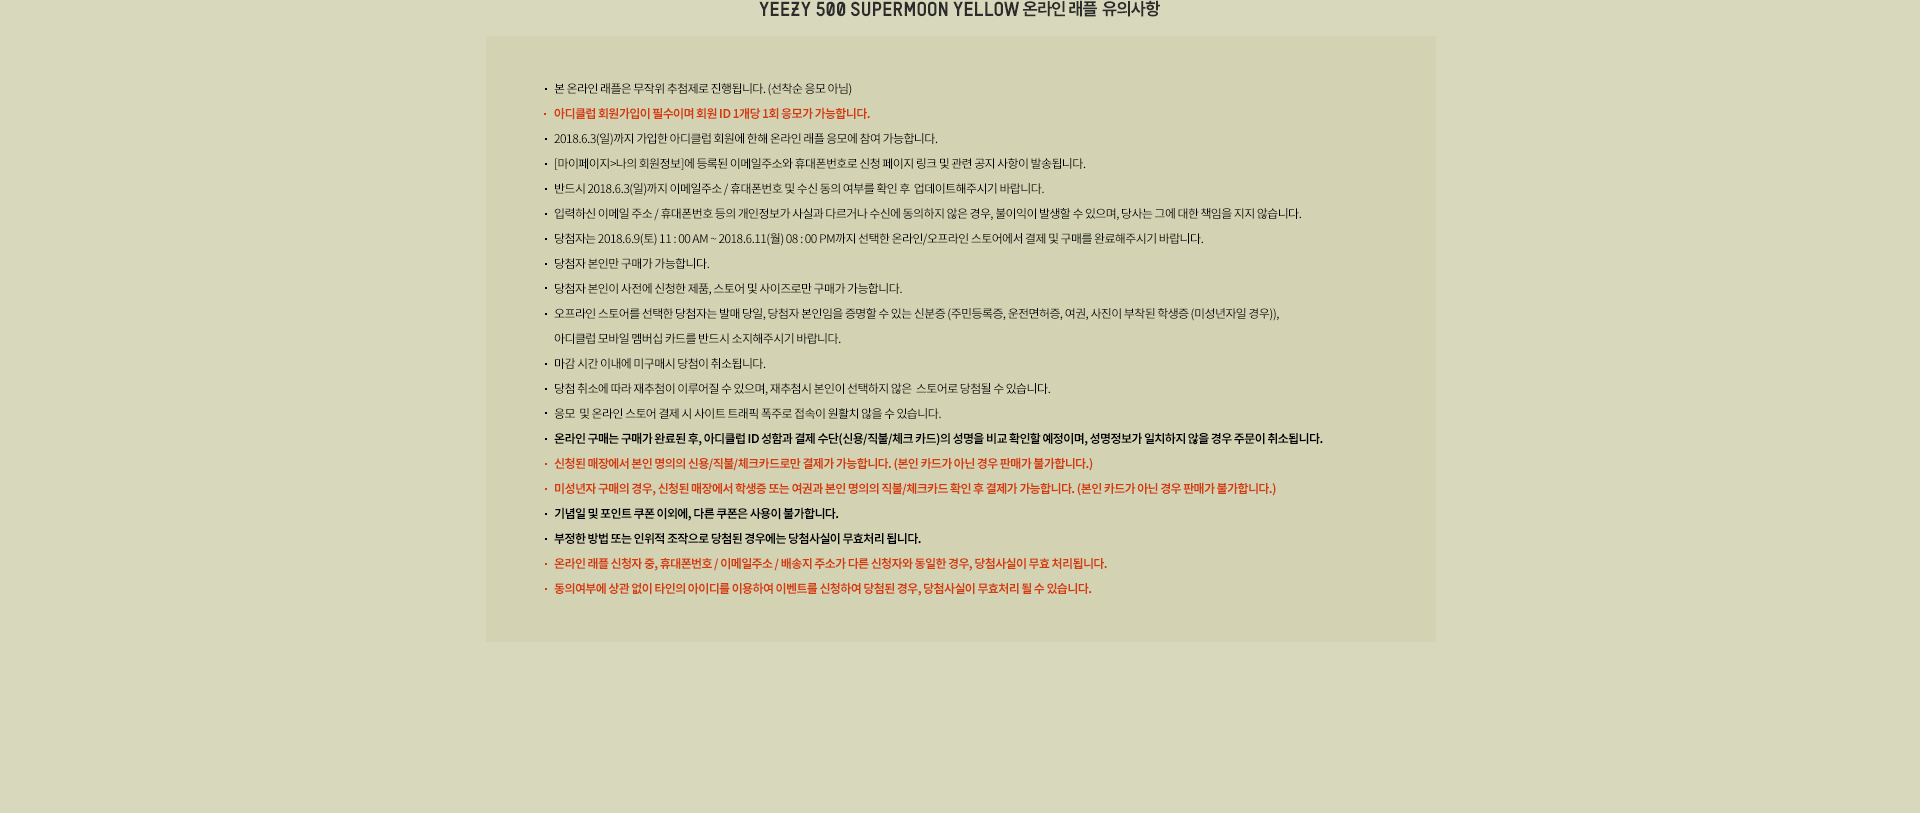 YEEZY 500 SUPERMOON YELLOW 온라인 래플 유의사항
· 본 온라인 래플은 무작위 추첨제로 진행됩니다. (선착순 응모 아님)
· 아디클럽 회원가입이 필수이며 회원 ID 1개당 1회 응모가 가능합니다.
· 2018.6.3(일)까지 가입한 아디클럽 회원에 한해 온라인 래플 응모에 참여 가능합니다.
· [마이페이지>나의 회원정보]에 등록된 이메일주소와 휴대폰번호로 신청 페이지 링크 및 관련 공지 사항이 발송됩니다.
· 반드시 2018.6.3(일)까지 이메일주소 / 휴대폰번호 및 수신 동의 여부를 확인 후 업데이트해주시기 바랍니다.
· 입력하신 이메일 주소 / 휴대폰번호 등의 개인정보가 사실과 다르거나 수신에 동의하지 않은 경우, 불이익이 발생할 수 있으며, 당사는 그에 대한 책임을 지지 않습니다.
· 당첨자는 2018.6.9(토) 11 : 00 AM ~ 2018.6.11(월) 08 : 00 PM까지 선택한 온라인/오프라인 스토어에서 결제 및 구매를 완료해주시기 바랍니다.
· 당첨자 본인만 구매가 가능합니다.
· 당첨자 본인이 사전에 신청한 제품, 스토어 및 사이즈로만 구매가 가능합니다.
· 오프라인 스토어를 선택한 당첨자는 발매 당일, 당첨자 본인임을 증명할 수 있는 신분증 (주민등록증, 운전면허증, 여권, 사진이 부착된 학생증 (미성년자일 경우)),
아디클럽 모바일 멤버십 카드를 반드시 소지해주시기 바랍니다.
· 마감 시간 이내에 미구매시 당첨이 취소됩니다.
· 당첨 취소에 따라 재추첨이 이루어질 수 있으며, 재추첨시 본인이 선택하지 않은 스토어로 당첨될 수 있습니다.
· 응모 및 온라인 스토어 결제 시 사이트 트래픽 폭주로 접속이 원활치 않을 수 있습니다.
· 온라인 구매는 구매가 완료된 후, 아디클럽 ID 성함과 결제 수단(신용/직불/체크 카드)의 성명을 비교 확인할 예정이며, 성명정보가 일치하지 않을 경우 주문이 취소됩니다.
· 신청된 매장에서 본인 명의의 신용/직불/체크카드로만 결제가 가능합니다. (본인 카드가 아닌 경우 판매가 불가합니다.)
· 미성년자 구매의 경우, 신청된 매장에서 학생증 또는 여권과 본인 명의의 직불/체크카드 확인 후 결제가 가능합니다. (본인 카드가 아닌 경우 판매가 불가합니다.)
· 기념일 및 포인트 쿠폰 이외에, 다른 쿠폰은 사용이 불가합니다.
· 부정한 방법 또는 인위적 조작으로 당첨된 경우에는 당첨사실이 무효처리 됩니다.
· 온라인 래플 신청자 중, 휴대폰번호 / 이메일주소 / 배송지 주소가 다른 신청자와 동일한 경우, 당첨사실이 무효 처리됩니다.
· 동의여부에 상관 없이 타인의 아이디를 이용하여 이벤트를 신청하여 당첨된 경우, 당첨사실이 무효처리 될 수 있습니다.